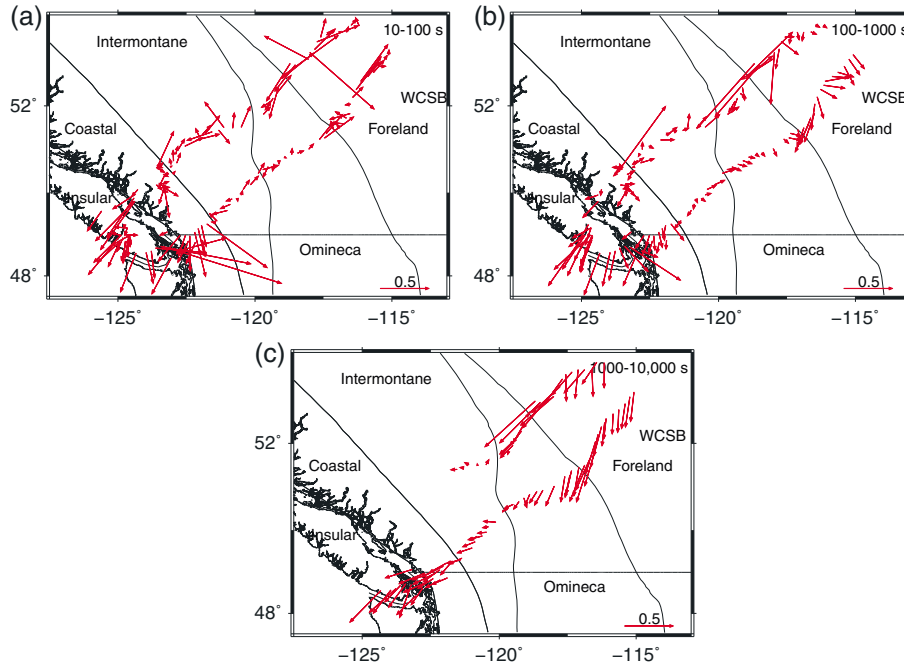 (a)
Intermontane
10-100 s
52°
WCSB
Coastal
Foreland
Insular
48°
Omineca
0.5
−125
−120
−115
(b)
Intermontane
100-1000 s
52°
WCSB
Coastal
Foreland
Insular
48°
Omineca
0.5
−125
−120
−115
(c)
Intermontane
1000-10,000 s
52°
WCSB
Coastal
Foreland
Insular
48°
Omineca
0.5
−125
−120
−115